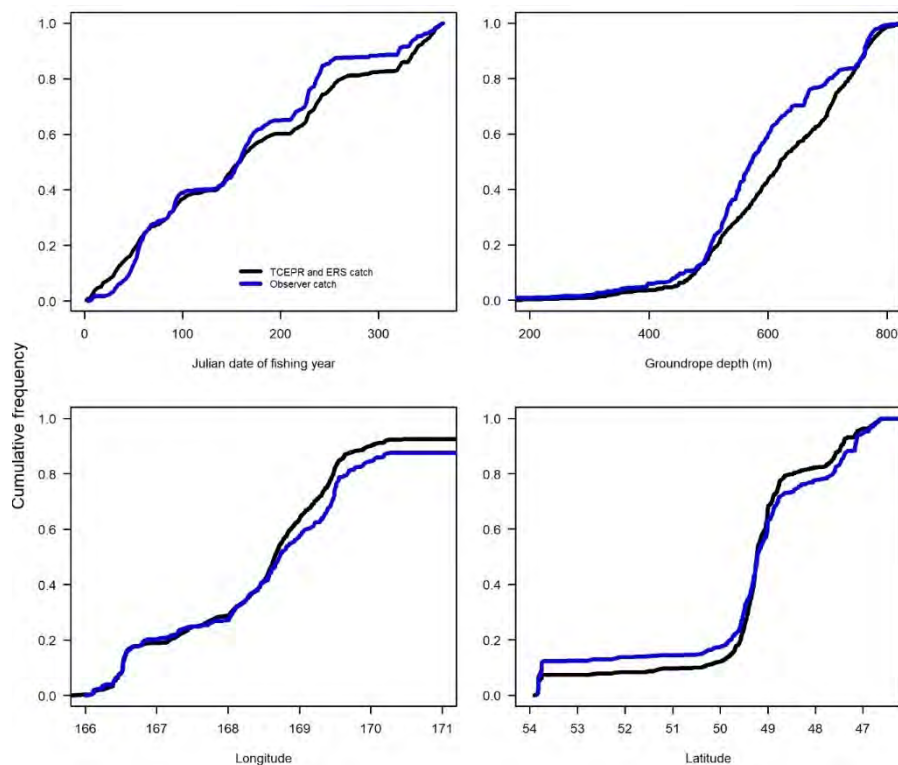 1.0
0.8
0.6
0.4
0.2
0.0
TCEPR and ERS catch
Observer catch
0 100 200 300
Julian date of fishing year
1.0
0.8
0.6
0.4
0.2
0.0
200 400 600 800
Groundrope depth (m)
Cumulative frequency
1.0
0.8
0.6
0.4
0.2
0.0
166 167 168 169 170 171
Longitude
1.0
0.8
0.6
0.4
0.2
0.0
54 53 52 51 50 49 48 47
Latitude